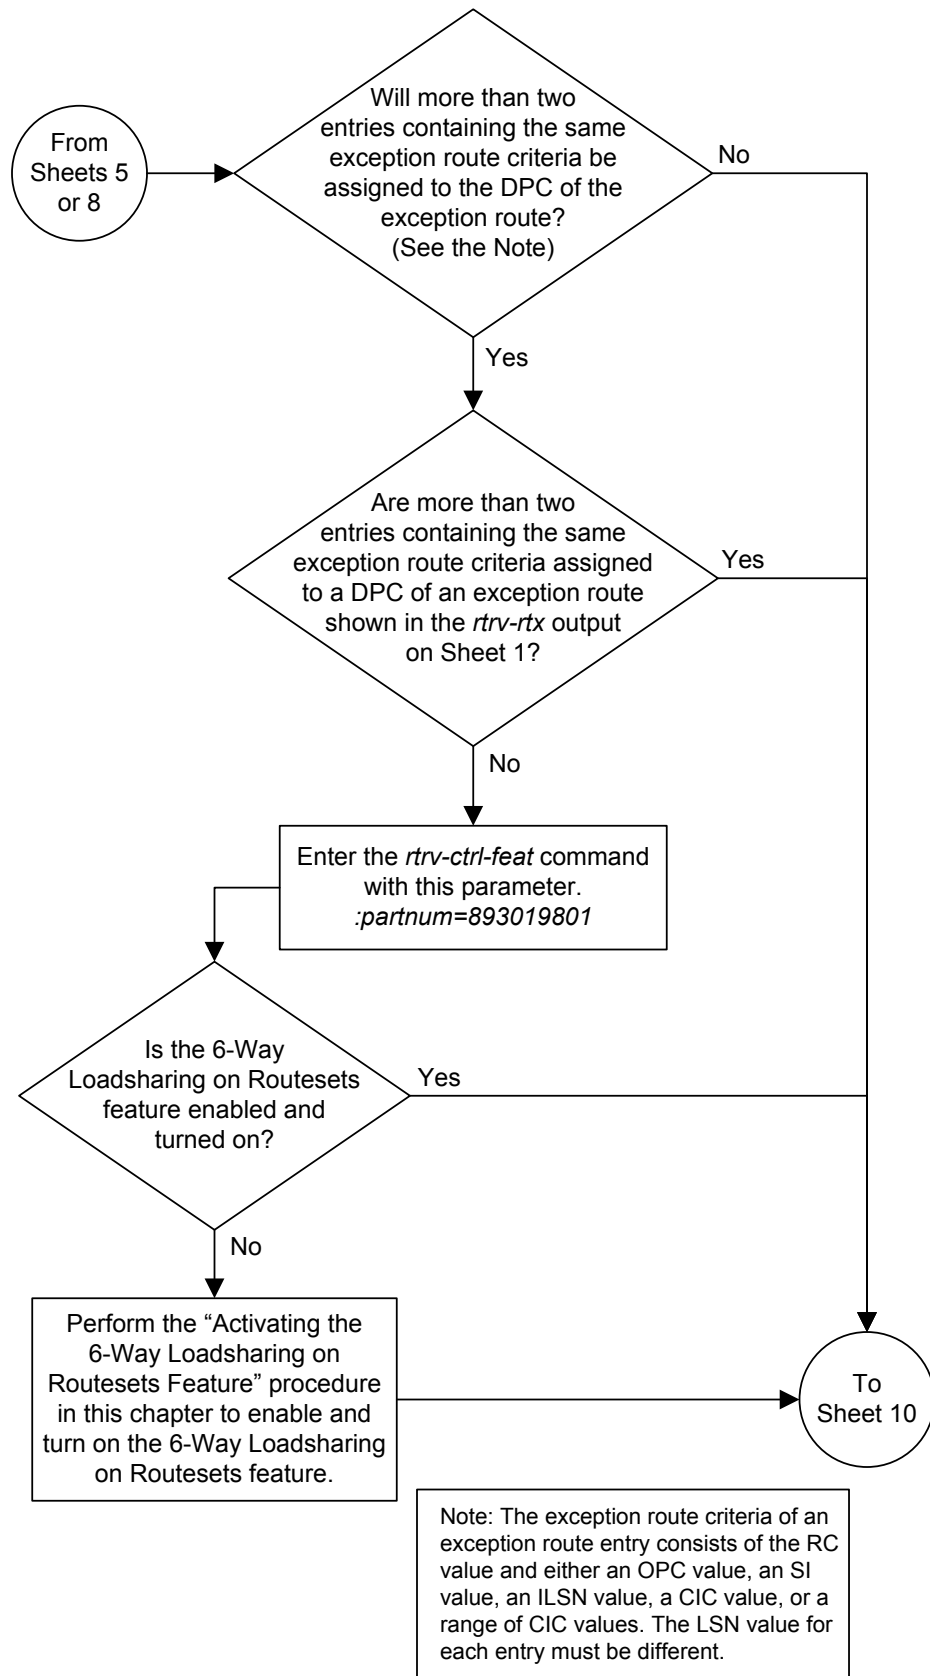 Will more than two
entries containing the same
exception route criteria be
assigned to the DPC of the
exception route?
(See the Note)
From
Sheets 5
or 8
No
Yes
Are more than two
entries containing the same
exception route criteria assigned
to a DPC of an exception route
shown in the rtrv-rtx output
on Sheet 1?
Yes
No
Enter the rtrv-ctrl-feat command
with this parameter.
:partnum=893019801
Is the 6-Way
Loadsharing on Routesets
feature enabled and
turned on?
Yes
No
Perform the “Activating the
6-Way Loadsharing on
Routesets Feature” procedure
in this chapter to enable and
turn on the 6-Way Loadsharing
on Routesets feature.
To
Sheet 10
Note: The exception route criteria of an
exception route entry consists of the RC
value and either an OPC value, an SI
value, an ILSN value, a CIC value, or a
range of CIC values. The LSN value for
each entry must be different.